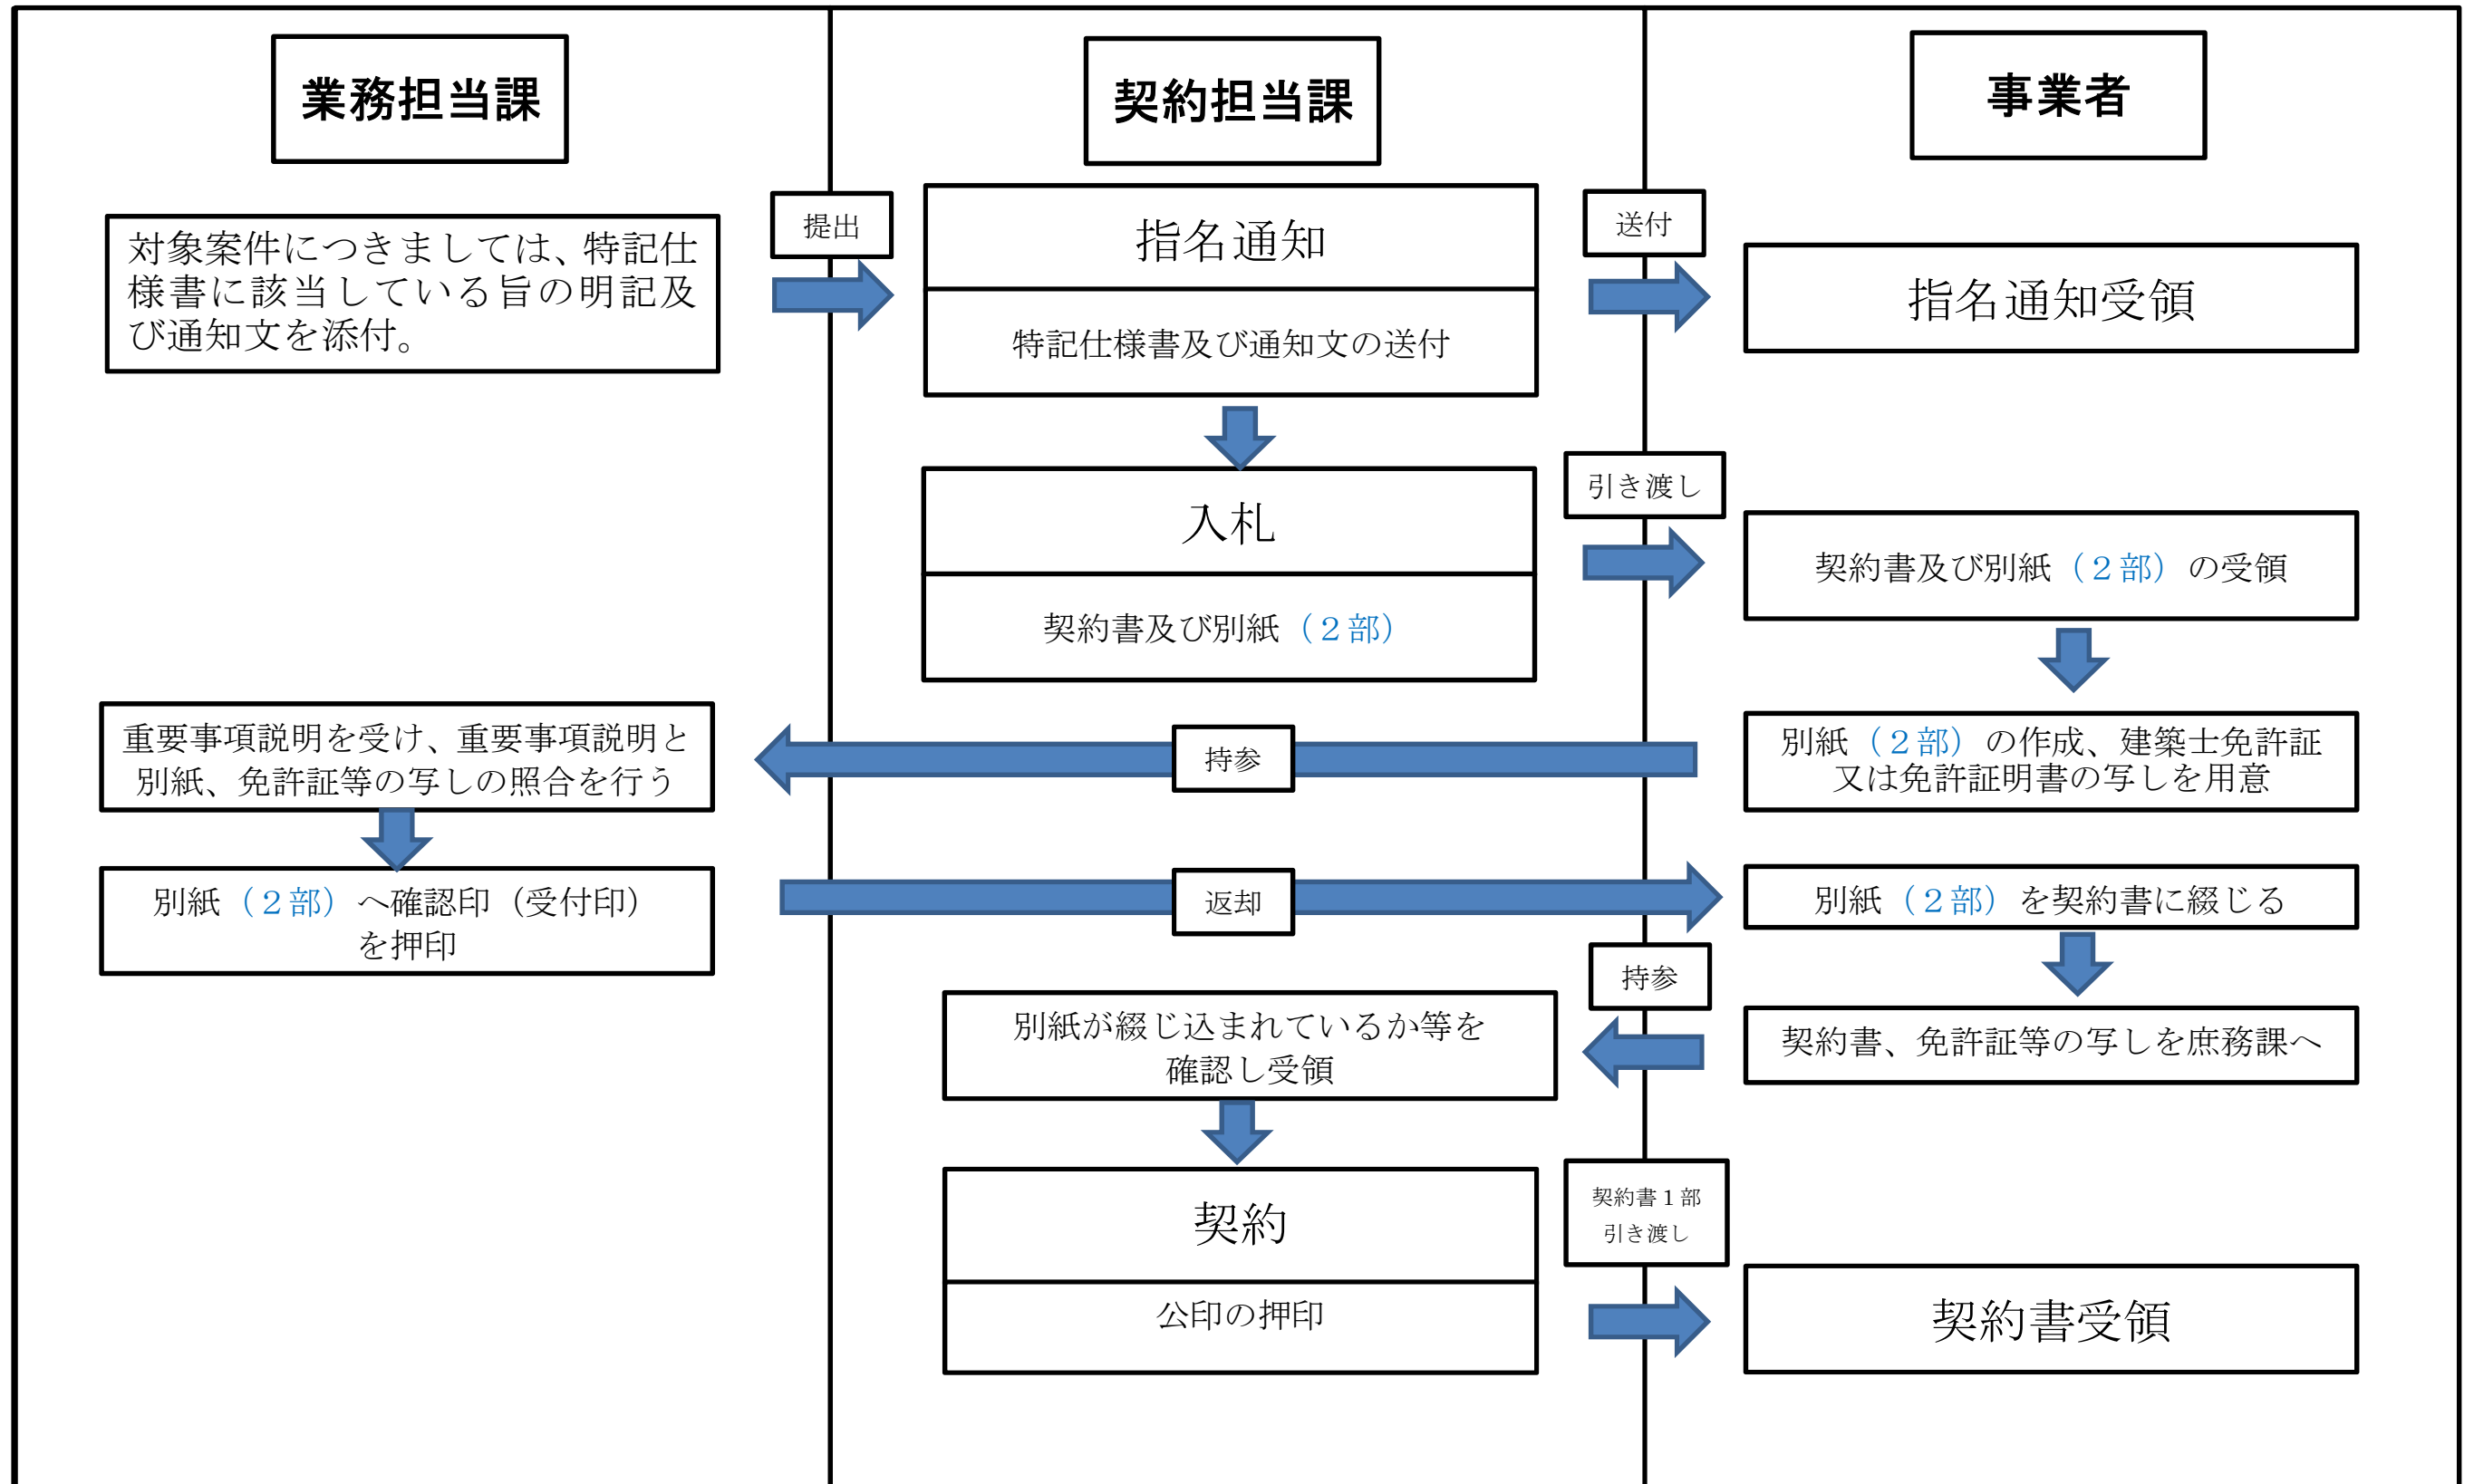 業務担当課
契約担当課
事業者
対象案件につきましては、特記仕
様書に該当している旨の明記及
び通知文を添付。
提出
指名通知
特記仕様書及び通知文の送付
送付
指名通知受領
入札
契約書及び別紙（２部）
引き渡し
契約書及び別紙（２部）の受領
別紙（２部）の作成、建築士免許証
又は免許証明書の写しを用意
持参
重要事項説明を受け、重要事項説明と
別紙、免許証等の写しの照合を行う
別紙（２部）へ確認印（受付印）
を押印
返却
別紙（２部）を契約書に綴じる
契約書、免許証等の写しを庶務課へ
持参
別紙が綴じ込まれているか等を
確認し受領
契約
公印の押印
契約書１部
引き渡し
契約書受領